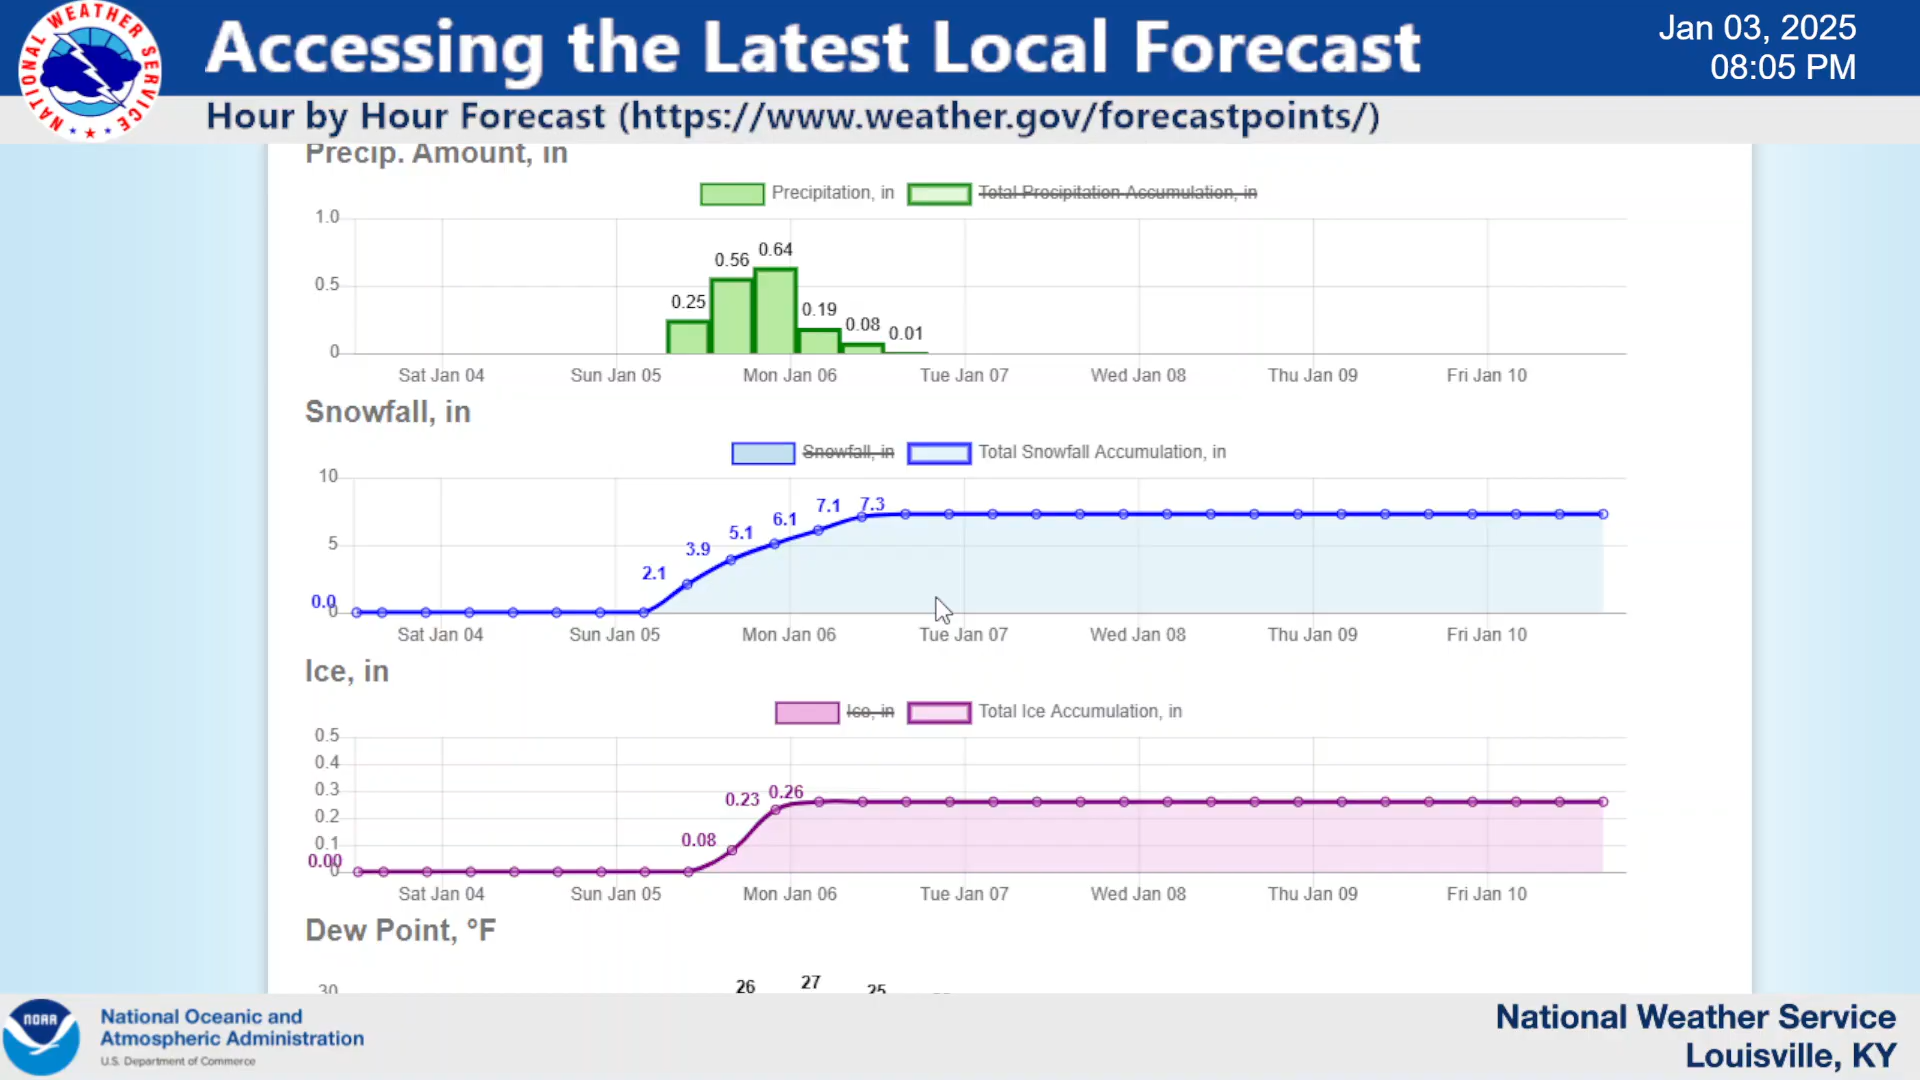 NATIONAL WEATHER SERVICE
Accessing the Latest Local Forecast
Jan 03, 2025
08:05 PM
Hour by Hour Forecast (https://www.weather.gov/forecastpoints/)
Precip. Amount, in
Precipitation, in Total Precipitation Accumulation, in
1.0
0.5
0
0.25 0.56 0.64 0.19 0.08 0.01
Sat Jan 04 Sun Jan 05 Mon Jan 06 Tue Jan 07 Wed Jan 08 Thu Jan 09 Fri Jan 10
Snowfall, in
Snowfall, in Total Snowfall Accumulation, in
10
5
0
0.0 2.1 3.9 5.1 6.1 7.1 7.3
Sat Jan 04 Sun Jan 05 Mon Jan 06 Tue Jan 07 Wed Jan 08 Thu Jan 09 Fri Jan 10
Ice, in
Ice, in Total Ice Accumulation, in
0.5
0.4
0.3
0.2
0.1
0
0.00 0.08 0.23 0.26
Sat Jan 04 Sun Jan 05 Mon Jan 06 Tue Jan 07 Wed Jan 08 Thu Jan 09 Fri Jan 10
Dew Point, °F
30
26 27 25
NOAA
National Oceanic and
Atmospheric Administration
U.S. Department of Commerce
National Weather Service
Louisville, KY